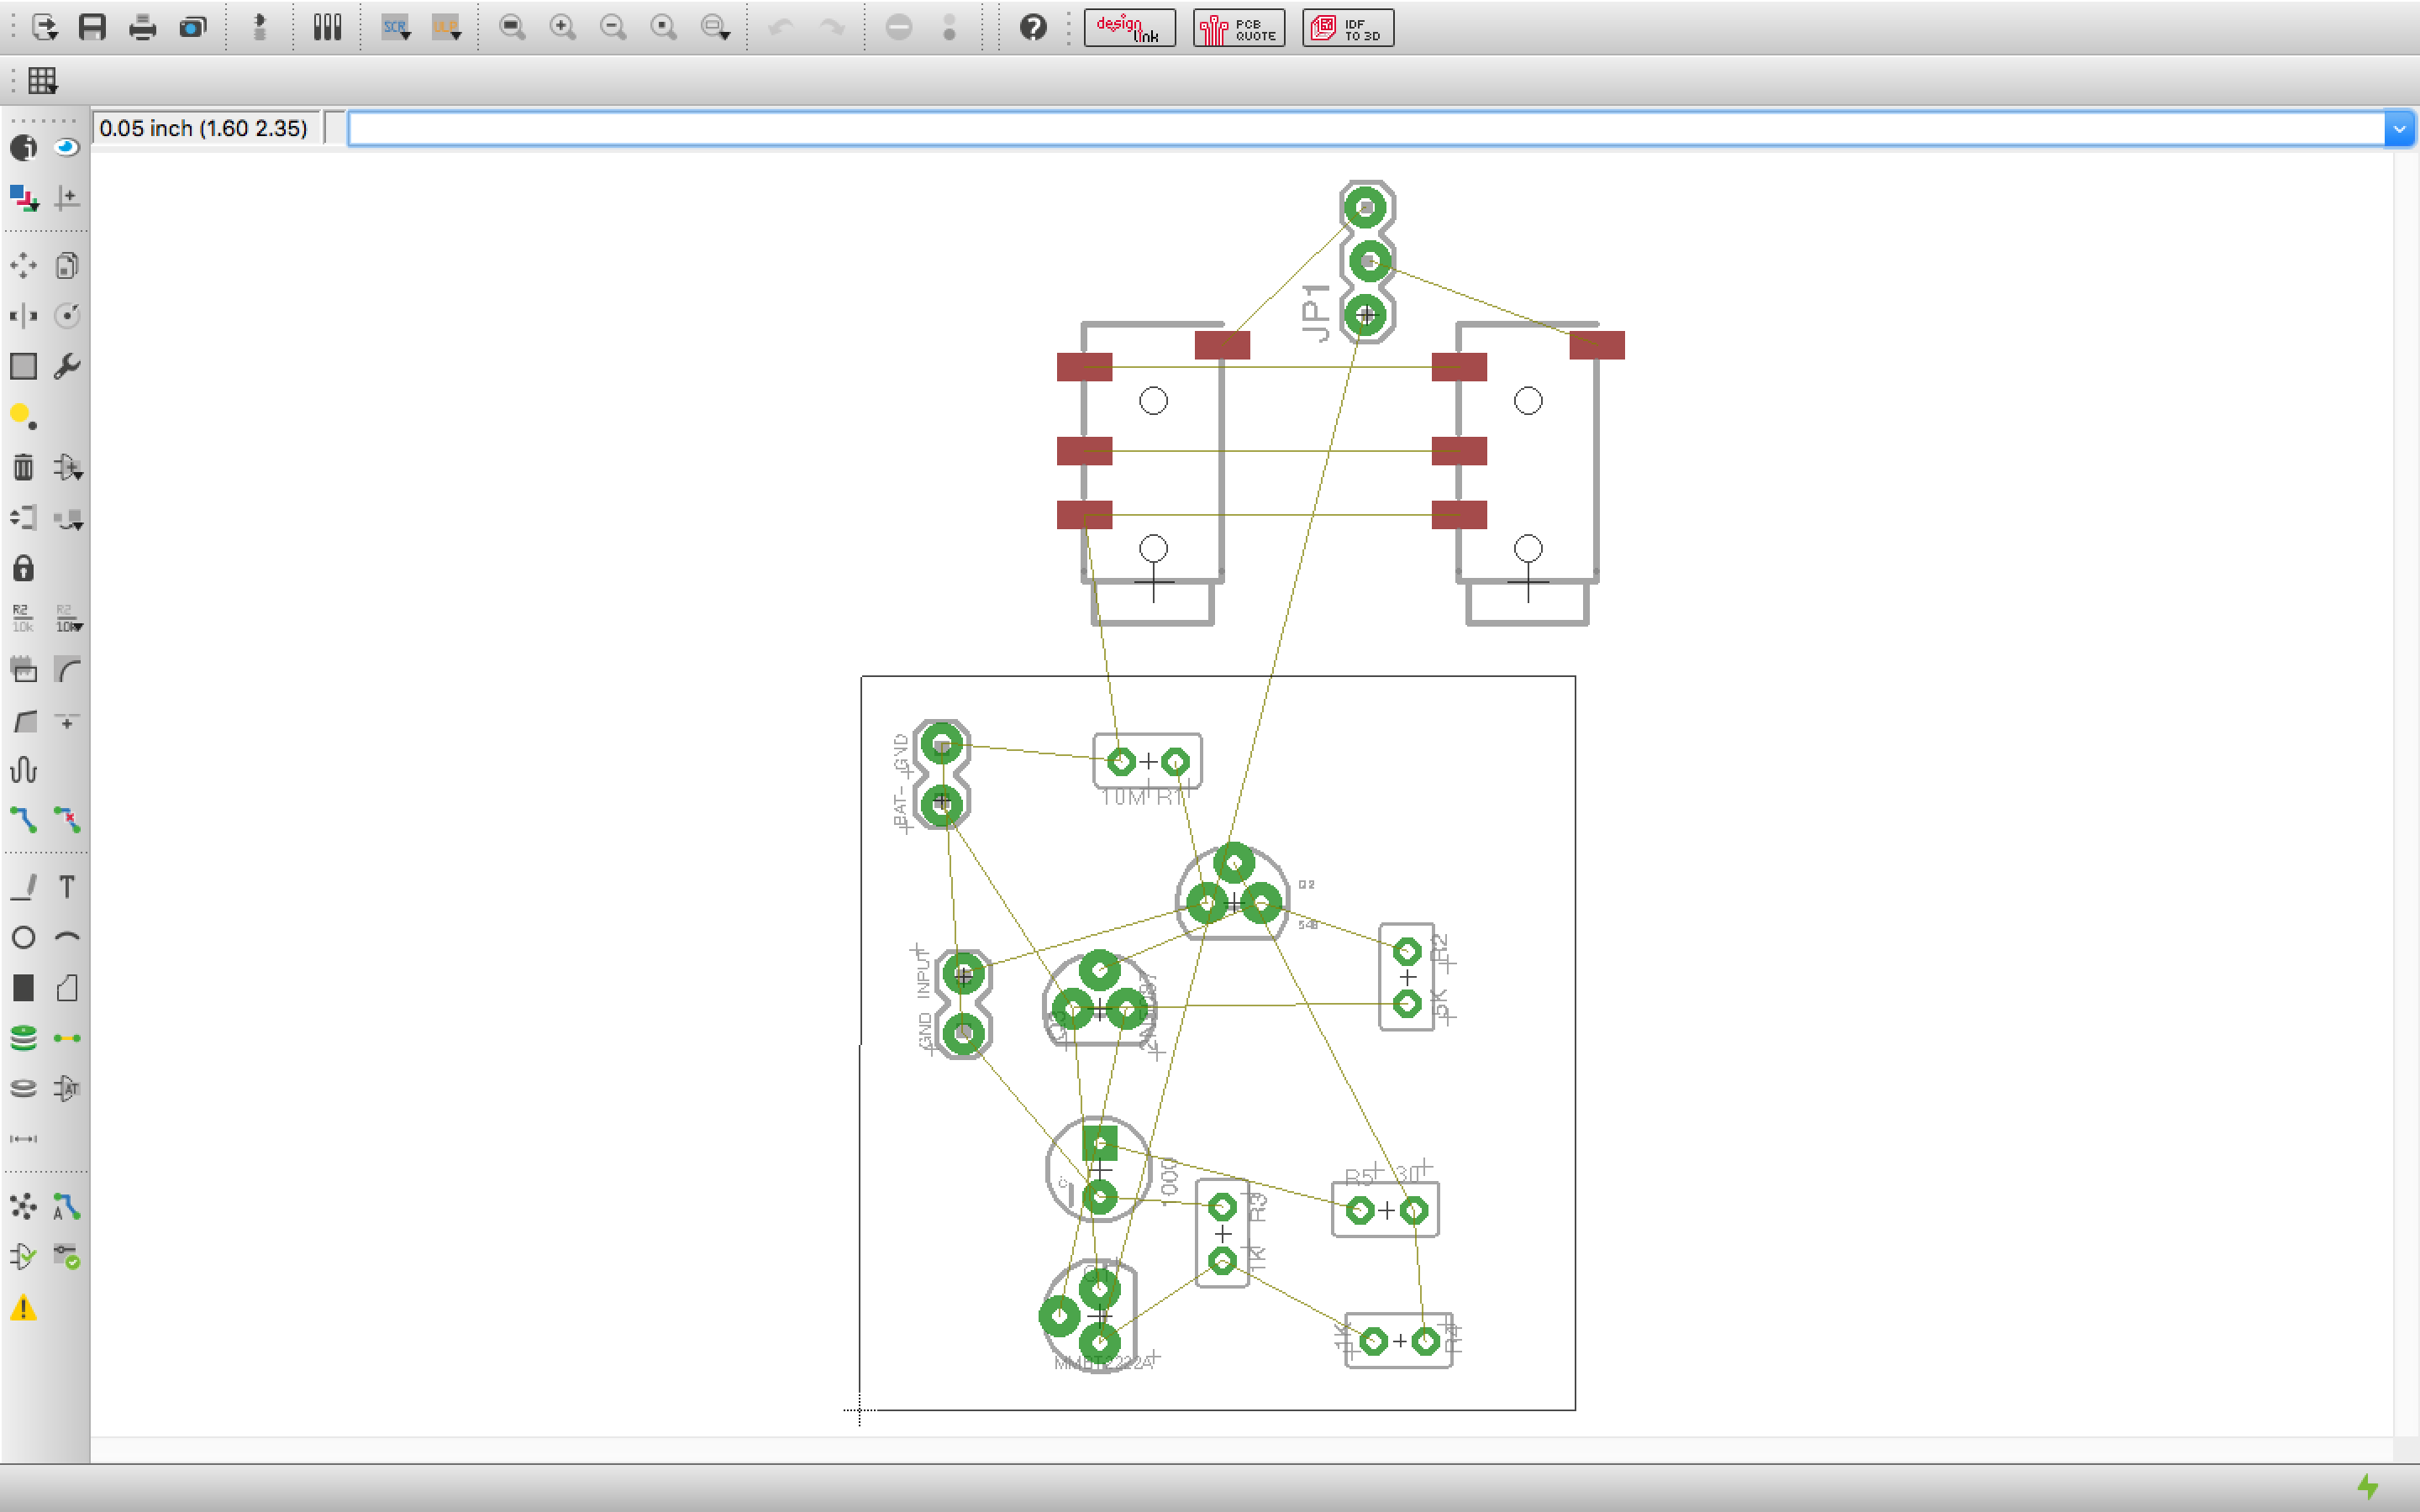 SCR
ULP
design link
PCB QUOTE
IDF TO 3D
0.05 inch (1.60 2.35)
R2
10k
R2
10k
T
A
JP1
GND
BAT-
10M R1
Q2
548
INPUT
GND
R2
5K
1000
R5 30
R3
1K
1K
R4
MMBT2222A